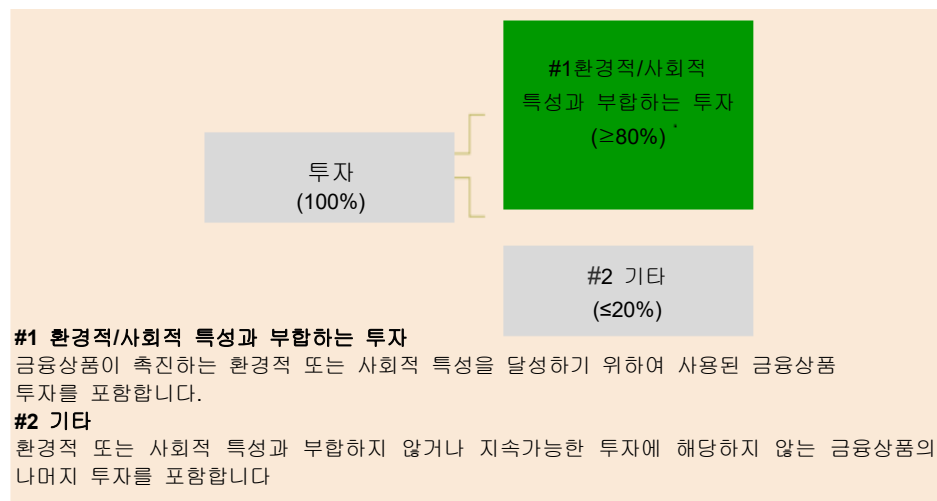 #1환경적/사회적
특성과 부합하는 투자
(≥80%) *
투자
(100%)
#2 기타
(≤20%)
#1 환경적/사회적 특성과 부합하는 투자
금융상품이 촉진하는 환경적 또는 사회적 특성을 달성하기 위하여 사용된 금융상품
투자를 포함합니다.
#2 기타
환경적 또는 사회적 특성과 부합하지 않거나 지속가능한 투자에 해당하지 않는 금융상품의
나머지 투자를 포함합니다